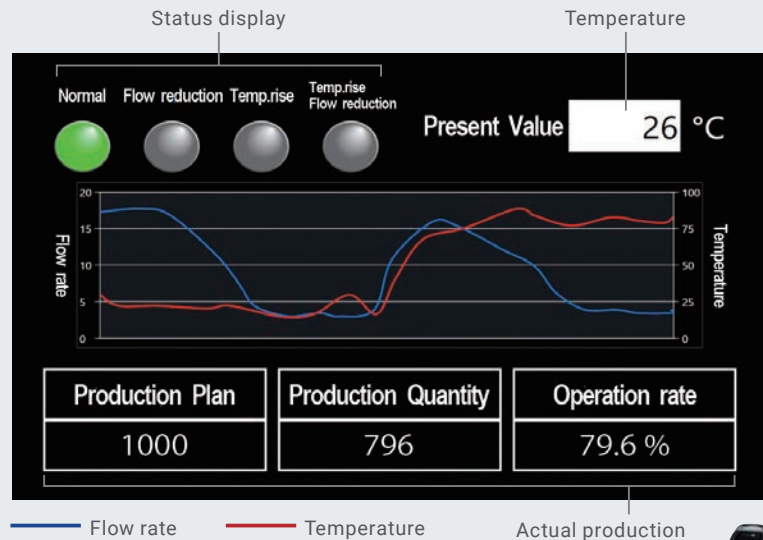 Status display
Temperature
Normal
Flow reduction
Temp.rise
Temp.rise
Flow reduction
Present Value
26 °C
20
15
10
5
0
Flow rate
100
75
50
25
0
Temperature
Production Plan
Production Quantity
Operation rate
1000
796
79.6 %
Flow rate
Temperature
Actual production